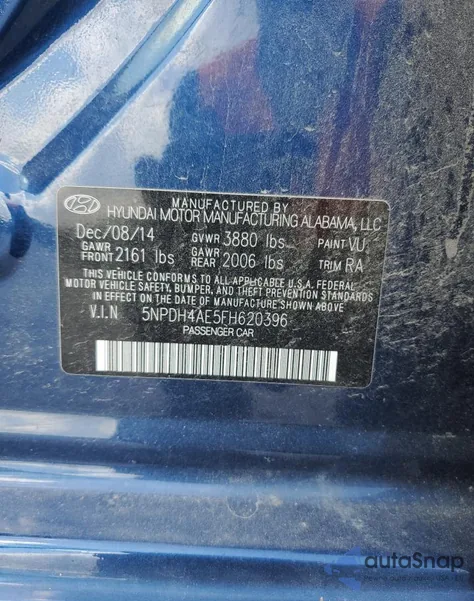 MANUFACTURED BY
HYUNDAI MOTOR MANUFACTURING ALABAMA, LLC
Dec/08/14 GVWR 3880 lbs PAINT VU
GAWR FRONT 2161 lbs GAWR REAR 2006 lbs TRIM RA
THIS VEHICLE CONFORMS TO ALL APPLICABLE U.S. FEDERAL
MOTOR VEHICLE SAFETY, BUMPER, AND THEFT PREVENTION STANDARDS
IN EFFECT ON THE DATE OF MANUFACTURE SHOWN ABOVE.
V.I.N 5NPDH4AE5FH620396
PASSENGER CAR
autoSnap